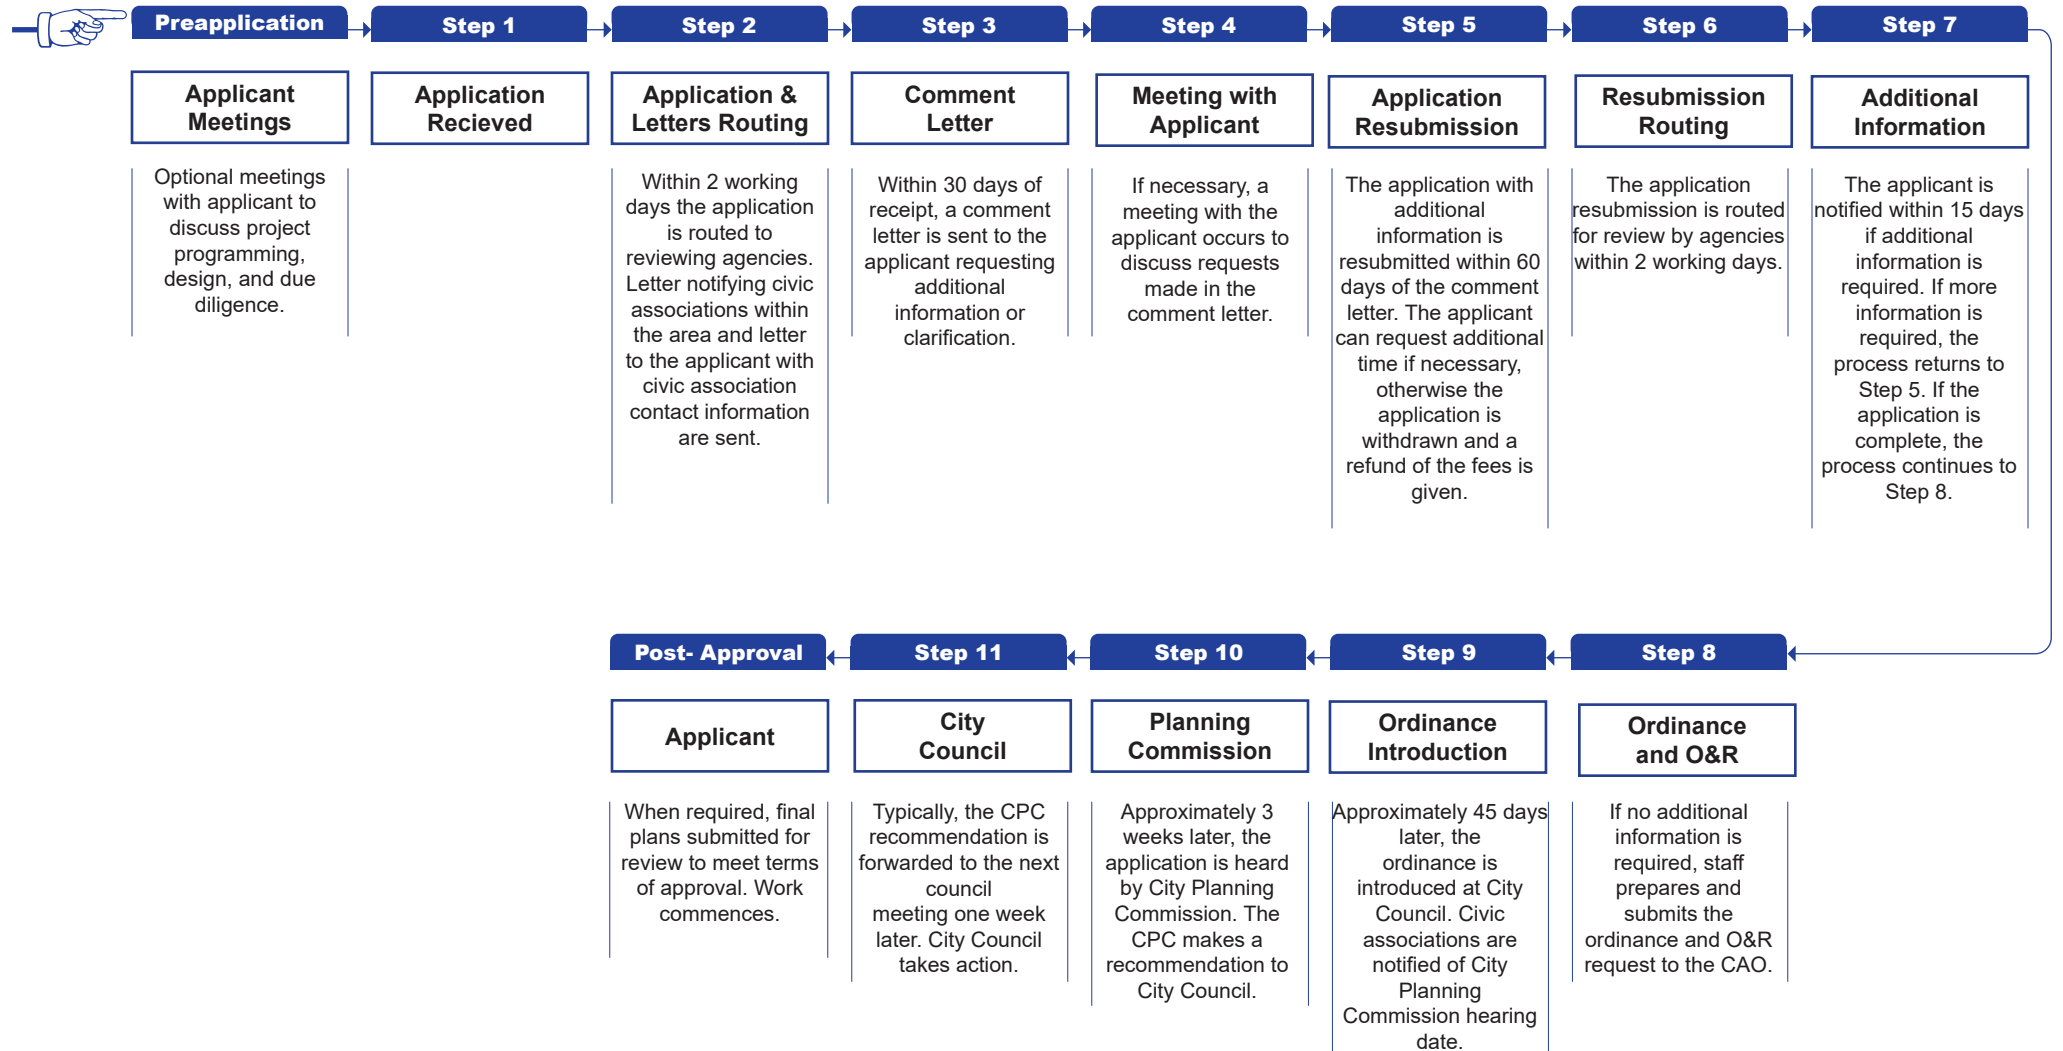 Preapplication
Applicant
Meetings
Optional meetings
with applicant to
discuss project
programming,
design, and due
diligence.
Step 1
Application
Recieved
Step 2
Application &
Letters Routing
Within 2 working
days the application
is routed to
reviewing agencies.
Letter notifying civic
associations within
the area and letter
to the applicant with
civic association
contact information
are sent.
Step 3
Comment
Letter
Within 30 days of
receipt, a comment
letter is sent to the
applicant requesting
additional
information or
clarification.
Step 4
Meeting with
Applicant
If necessary, a
meeting with the
applicant occurs to
discuss requests
made in the
comment letter.
Step 5
Application
Resubmission
The application with
additional
information is
resubmitted within 60
days of the comment
letter. The applicant
can request additional
time if necessary,
otherwise the
application is
withdrawn and a
refund of the fees is
given.
Step 6
Resubmission
Routing
The application
resubmission is routed
for review by agencies
within 2 working days.
Step 7
Additional
Information
The applicant is
notified within 15 days
if additional
information is
required. If more
information is
required, the
process returns to
Step 5. If the
application is
complete, the
process continues to
Step 8.
Step 8
Ordinance
and O&R
If no additional
information is
required, staff
prepares and
submits the
ordinance and O&R
request to the CAO.
Step 9
Ordinance
Introduction
Approximately 45 days
later, the
ordinance is
introduced at City
Council. Civic
associations are
notified of City
Planning
Commission hearing
date.
Step 10
Planning
Commission
Approximately 3
weeks later, the
application is heard
by City Planning
Commission. The
CPC makes a
recommendation to
City Council.
Step 11
City
Council
Typically, the CPC
recommendation is
forwarded to the next
council
meeting one week
later. City Council
takes action.
Post- Approval
Applicant
When required, final
plans submitted for
review to meet terms
of approval. Work
commences.